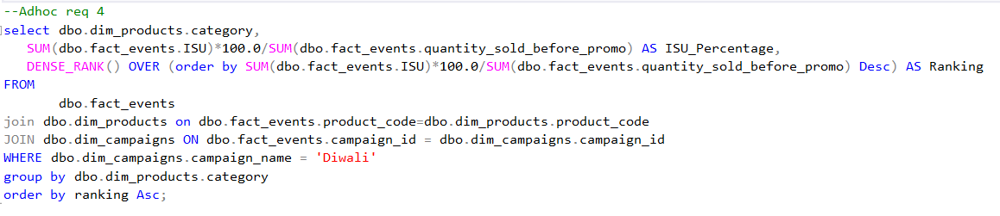 --Adhoc req 4
select dbo.dim_products.category,
SUM(dbo.fact_events.ISU)*100.0/SUM(dbo.fact_events.quantity_sold_before_promo) AS ISU_Percentage,
DENSE_RANK() OVER (order by SUM(dbo.fact_events.ISU)*100.0/SUM(dbo.fact_events.quantity_sold_before_promo) Desc) AS Ranking
FROM
dbo.fact_events
join dbo.dim_products on dbo.fact_events.product_code=dbo.dim_products.product_code
JOIN dbo.dim_campaigns ON dbo.fact_events.campaign_id = dbo.dim_campaigns.campaign_id
WHERE dbo.dim_campaigns.campaign_name = 'Diwali'
group by dbo.dim_products.category
order by ranking Asc;